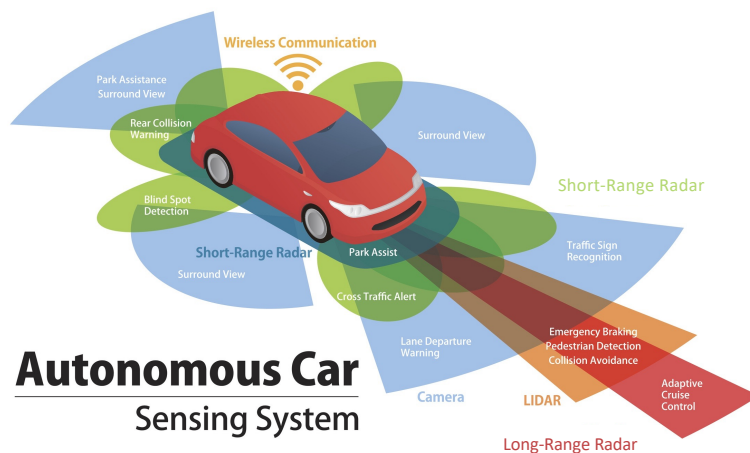 Wireless Communication
Park Assistance
Surround View
Rear Collision
Warning
Surround View
Short-Range Radar
Blind Spot
Detection
Short-Range Radar
Park Assist
Traffic Sign
Recognition
Surround View
Cross Traffic Alert
Lane Departure
Warning
Emergency Braking
Pedestrian Detection
Collision Avoidance
Adaptive
Cruise
Control
Camera
LIDAR
Long-Range Radar
Autonomous Car
Sensing System